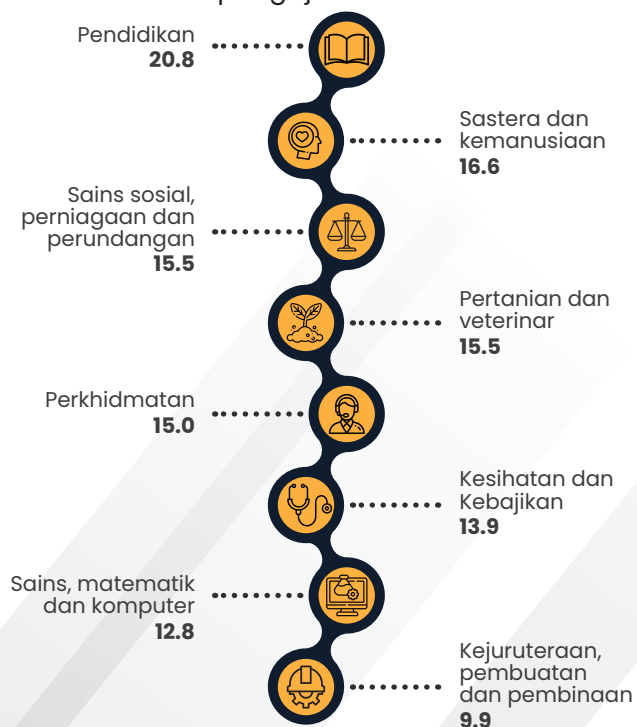 Pendidikan
20.8
Sastera dan
kemanusiaan
16.6
Sains sosial,
perniagaan dan
perundangan
15.5
Pertanian dan
veterinar
15.5
Perkhidmatan
15.0
Kesihatan dan
Kebajikan
13.9
Sains, matematik
dan komputer
12.8
Kejuruteraan,
pembuatan
dan pembinaan
9.9